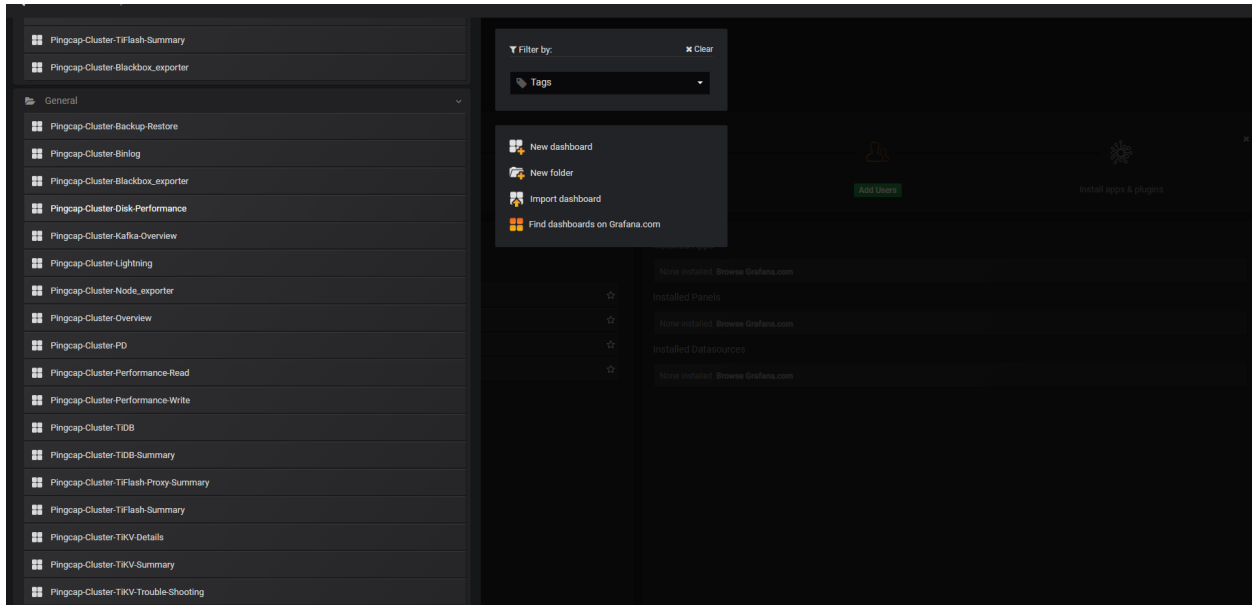 Pingcap-Cluster-TiFlash-Summary
Pingcap-Cluster-Blackbox_exporter
General
Pingcap-Cluster-Backup-Restore
Pingcap-Cluster-Binlog
Pingcap-Cluster-Blackbox_exporter
Pingcap-Cluster-Disk-Performance
Pingcap-Cluster-Kafka-Overview
Pingcap-Cluster-Lightning
Pingcap-Cluster-Node_exporter
Pingcap-Cluster-Overview
Pingcap-Cluster-PD
Pingcap-Cluster-Performance-Read
Pingcap-Cluster-Performance-Write
Pingcap-Cluster-TiDB
Pingcap-Cluster-TiDB-Summary
Pingcap-Cluster-TiFlash-Proxy-Summary
Pingcap-Cluster-TiFlash-Summary
Pingcap-Cluster-TiKV-Details
Pingcap-Cluster-TiKV-Summary
Pingcap-Cluster-TiKV-Trouble-Shooting
Filter by: Clear
Tags
New dashboard
New folder
Import dashboard
Find dashboards on Grafana.com
Add Users
Install apps & plugins
None installed. Browse Grafana.com
Installed Panels
None installed. Browse Grafana.com
Installed Datasources
None installed. Browse Grafana.com